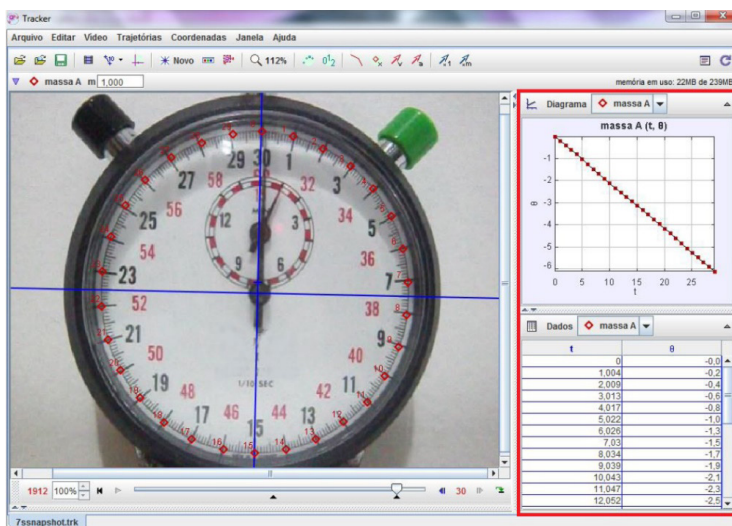 Tracker
Arquivo Editar Video Trajetórias Coordenadas Janela Ajuda
Novo 112%
massa A m 1,000
memória em uso: 22MB de 239MB
29 30 1
27 58 32 3
25 56 34 5
54 36
23 7
52 38
21 9
50 40
19 48 42 11
17 46 44 13
15
12 3
9 6
1/10 SEC
1912 100% 30
7ssnapshot.trk
Diagrama massa A
massa A (t, θ)
θ
-1
-2
-3
-4
-5
-6
0 5 10 15 20 25
t
Dados massa A
t θ
0 -0,0
1,004 -0,2
2,009 -0,4
3,013 -0,6
4,017 -0,8
5,022 -1,0
6,026 -1,3
7,03 -1,5
8,034 -1,7
9,039 -1,9
10,043 -2,1
11,047 -2,3
12,052 -2,5